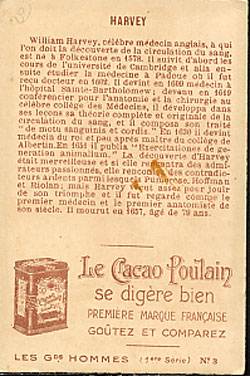 HARVEY
William Harvey, célèbre médecin anglais, à qui
l'on doit la découverte de la circulation du sang,
est né à Folkestone en 1578. Il suivit d'abord les
cours de l'université de Cambridge et alla en-
suite étudier la médecine à Padoue où il fut
reçu docteur en 1602. Il devint en 1609 médecin à
l'hôpital Sainte-Bartholomew; devenu en 1619
conférencier pour l'anatomie et la chirurgie au
célèbre collège des Médecins, il développa dans
ses leçons sa théorie complète et originale de la
circulation du sang, et il composa son traité
"de motu sanguinis et cordis." En 1630 il devint
médecin du roi et peu après maître du collège de
Albertin. En 1651 il publia "Exercitationes de gene-
ration animalium." La découverte d'Harvey
était merveilleuse et si elle rencontra des admi-
rateurs passionnés, elle rencontra des contradic-
teurs ardents parmi lesquels Primerose, Hoffman
et Riolan; mais Harvey vécut assez pour jouir
de son triomphe et il fut regardé comme le
premier médecin et le premier anatomiste de
son siècle. Il mourut en 1657, âgé de 79 ans.
Le Cacao Poulain
se digère bien
PREMIÈRE MARQUE FRANÇAISE
GOÛTEZ ET COMPAREZ
LES Gds HOMMES (1ère Série) No 3